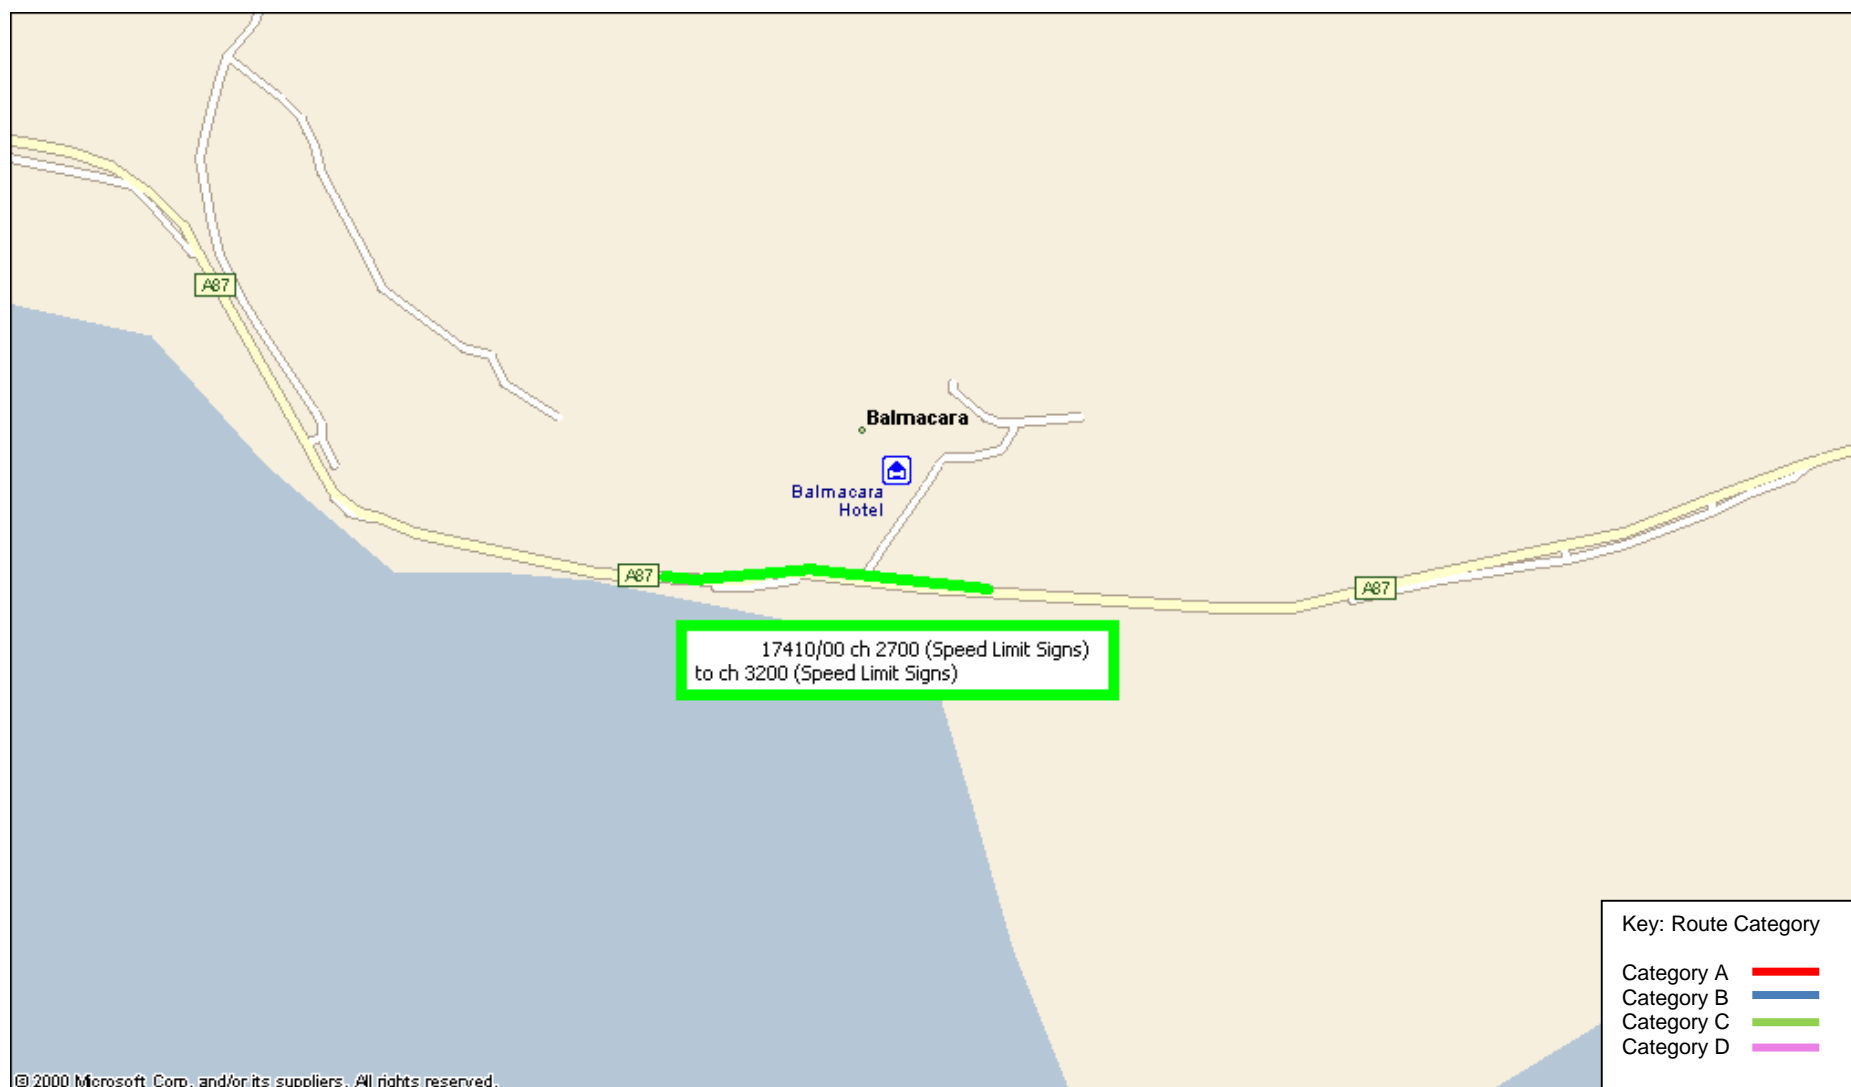 A87
Balmacara
Balmacara
Hotel
A87
A87
17410/00 ch 2700 (Speed Limit Signs)
to ch 3200 (Speed Limit Signs)
Key: Route Category
Category A
Category B
Category C
Category D
© 2000 Microsoft Corp. and/or its suppliers. All rights reserved.